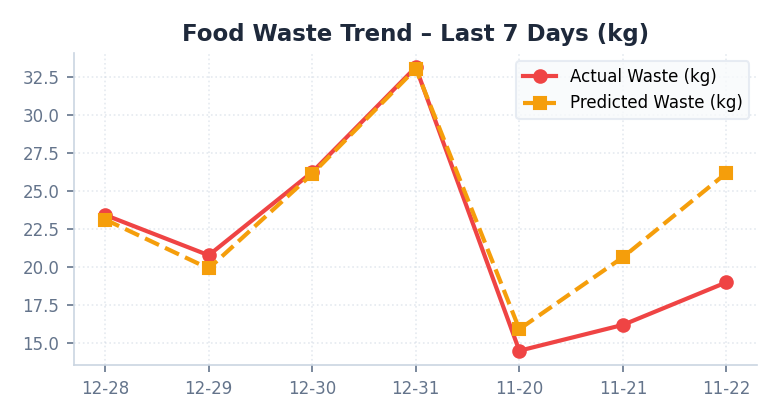 Food Waste Trend – Last 7 Days (kg)
Actual Waste (kg)
Predicted Waste (kg)
32.5
30.0
27.5
25.0
22.5
20.0
17.5
15.0
12-28 12-29 12-30 12-31 11-20 11-21 11-22